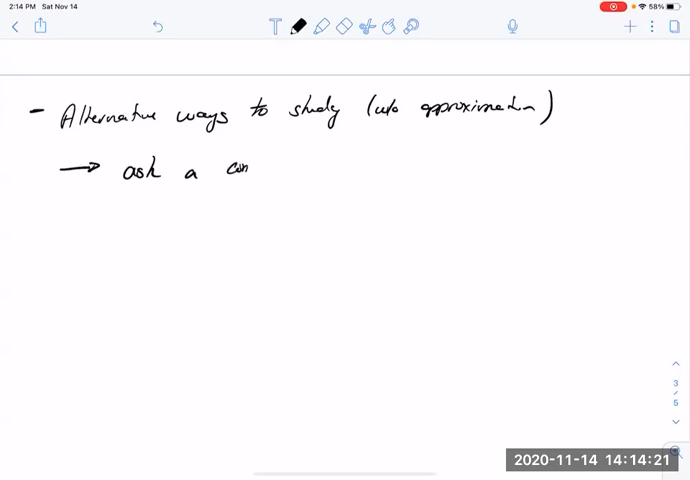 2:14 PM Sat Nov 14
58%
- Alternative ways to study (w/o approximation)
→ ask a con
3
/
5
2020-11-14 14:14:21